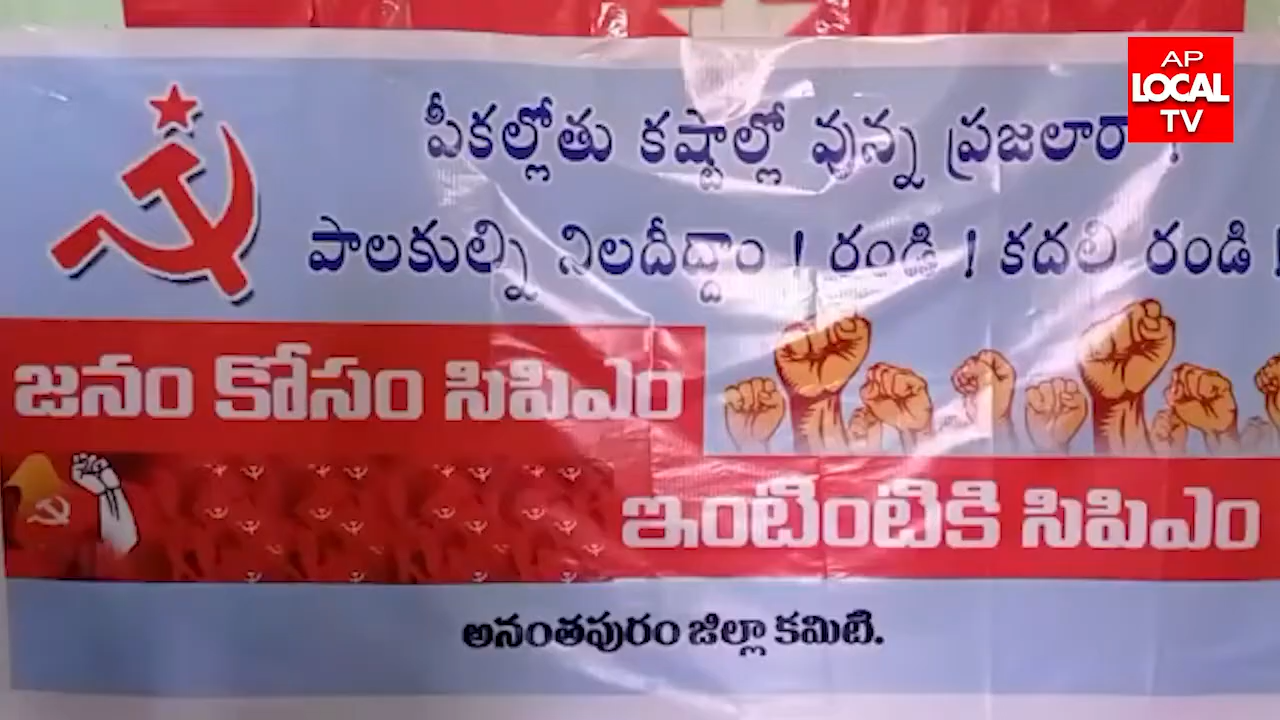 AP
LOCAL
TV
పీకల్లోతు కష్టాల్లో వున్న ప్రజలారా !
పాలకుల్ని నిలదీద్దాం ! రండి ! కదలి రండి !
జనం కోసం సిపిఎం
ఇంటింటికి సిపిఎం
అనంతపురం జిల్లా కమిటీ.